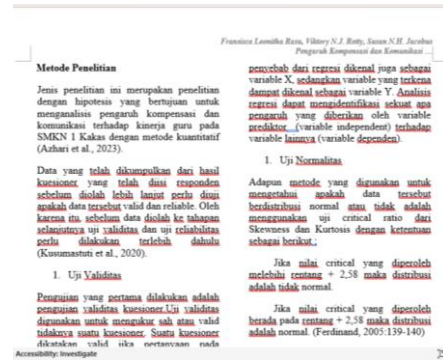 Fransisca Leomitha Rasu, Viktory N.J. Rotty, Susan N.H. Jacobus
Pengaruh Kompensasi dan Komunikasi ...
Metode Penelitian
Jenis penelitian ini merupakan penelitian
dengan hipotesis yang bertujuan untuk
menganalisis pengaruh kompensasi dan
komunikasi terhadap kinerja guru pada
SMKN 1 Kakas dengan metode kuantitatif
(Azhari et al., 2023).
Data yang telah dikumpulkan dari hasil
kuesioner yang telah diisi responden
sebelum diolah lebih lanjut perlu diuji
apakah data tersebut valid dan reliable. Oleh
karena itu, sebelum data diolah ke tahapan
selanjutnya uji validitas dan uji reliabilitas
perlu dilakukan terlebih dahulu
(Kusumastuti et al., 2020).
1. Uji Validitas
Pengujian yang pertama dilakukan adalah
pengujian validitas kuesioner.Uji validitas
digunakan untuk mengukur sah atau valid
tidaknya suatu kuesioner. Suatu kuesioner
dikatakan valid jika pertanyaan pada
penyebab dari regresi dikenal juga sebagai
variable X, sedangkan variable yang terkena
dampat dikenal sebagai variable Y. Analisis
regresi dapat mengidentifikasi sekuat apa
pengaruh yang diberikan oleh variable
prediktor (variable independent) terhadap
variable lainnya (variable dependen).
1. Uji Normalitas
Adapun metode yang digunakan untuk
mengetahui apakah data tersebut
berdistribusi normal atau tidak adalah
menggunakan uji critical ratio dari
Skewness dan Kurtosis dengan ketentuan
sebagai berikut :
Jika nilai critical yang diperoleh
melebihi rentang + 2,58 maka distribusi
adalah tidak normal.
Jika nilai critical yang diperoleh
berada pada rentang + 2,58 maka distribusi
adalah normal. (Ferdinand, 2005:139-140)
Accessibility: Investigate